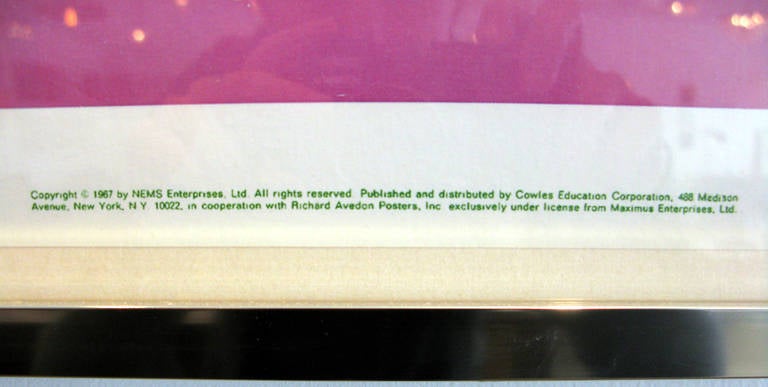 Copyright © 1967 by NEMS Enterprises, Ltd. All rights reserved. Published and distributed by Cowles Education Corporation, 488 Madison
Avenue, New York, N.Y. 10022, in cooperation with Richard Avedon Posters, Inc. exclusively under license from Maximus Enterprises, Ltd.